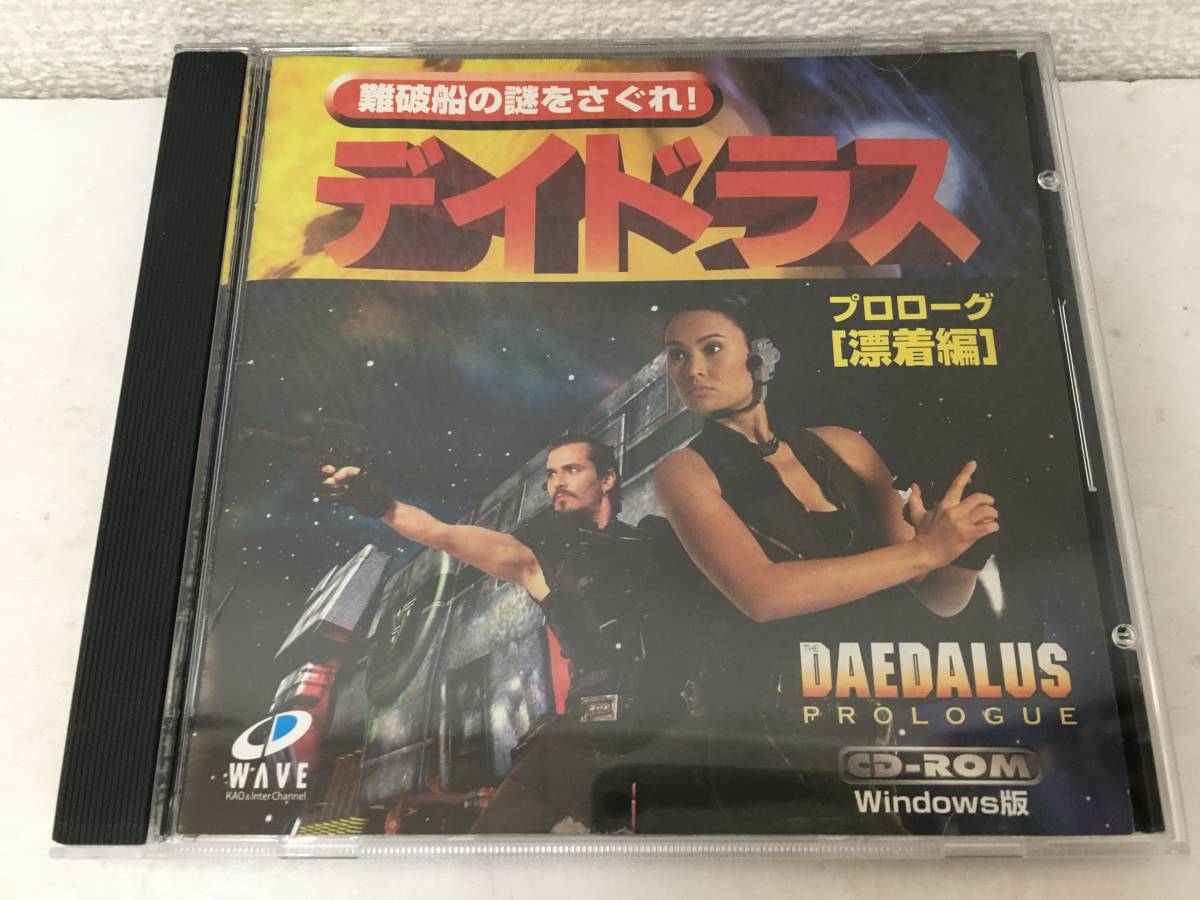 難破船の謎をさぐれ!
デイドラス
プロローグ
[漂着編]
THE
DAEDALUS
PROLOGUE
CD-ROM
Windows版
WAVE
KAO & Inter Channel